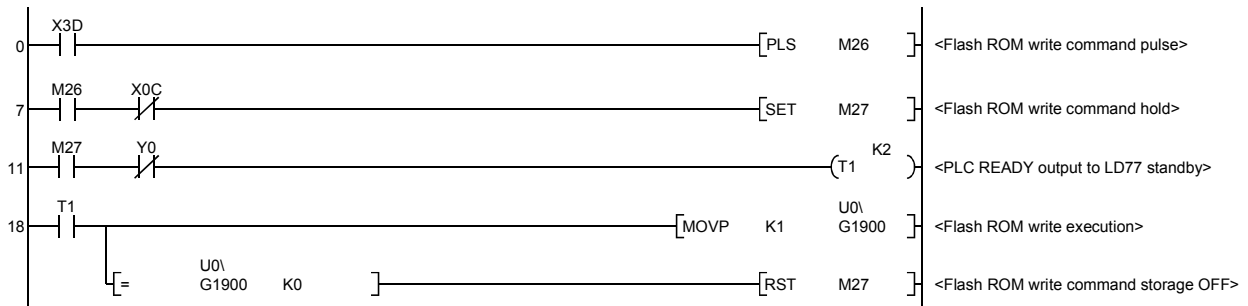 X3D
0 PLS M26 <Flash ROM write command pulse>
M26 X0C
7 SET M27 <Flash ROM write command hold>
M27 Y0 K2
11 T1 <PLC READY output to LD77 standby>
T1 U0\
18 MOVP K1 G1900 <Flash ROM write execution>
U0\
= G1900 K0 RST M27 <Flash ROM write command storage OFF>